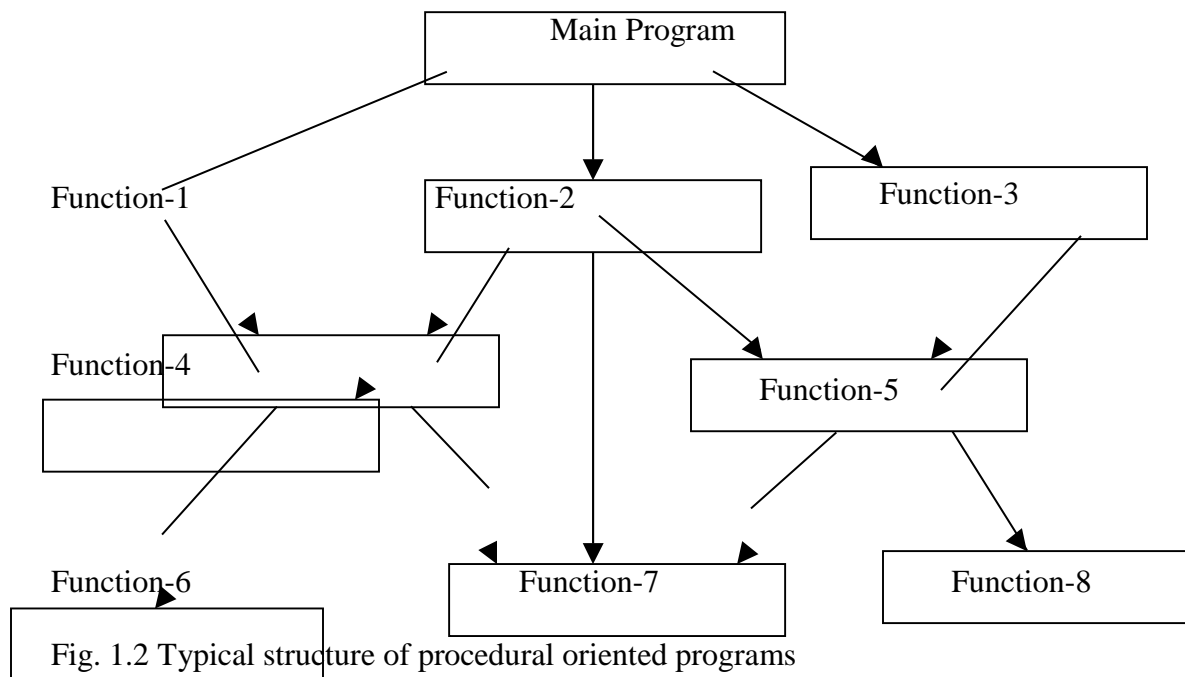 Main Program
Function-1
Function-2
Function-3
Function-4
Function-5
Function-6
Function-7
Function-8
Fig. 1.2 Typical structure of procedural oriented programs